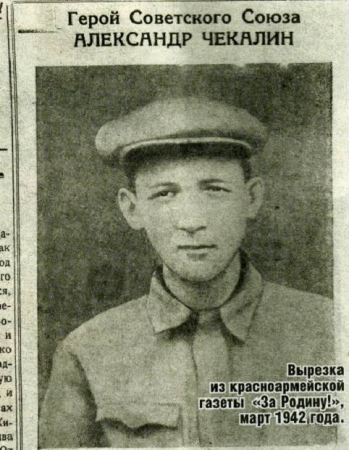 Герой Советского Союза
АЛЕКСАНДР ЧЕКАЛИН
Вырезка
из красноармейской
газеты «За Родину!»,
март 1942 года.